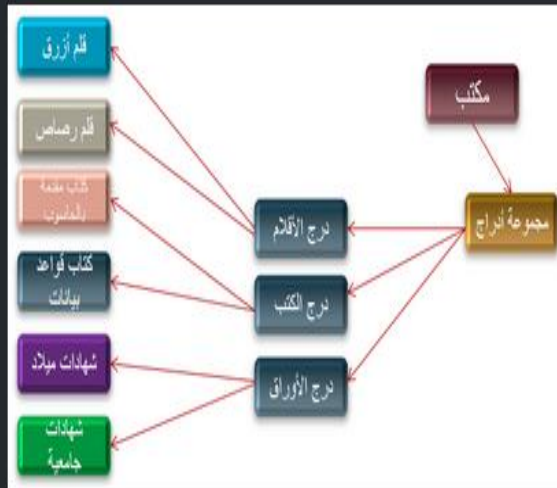 مكتب
مجموعة أدراج
درج الأقلام
درج الكتب
درج الأوراق
قلم أزرق
قلم رصاص
كتاب مقدمة
بالحاسوب
كتاب قواعد
بيانات
شهادات ميلاد
شهادات
جامعية